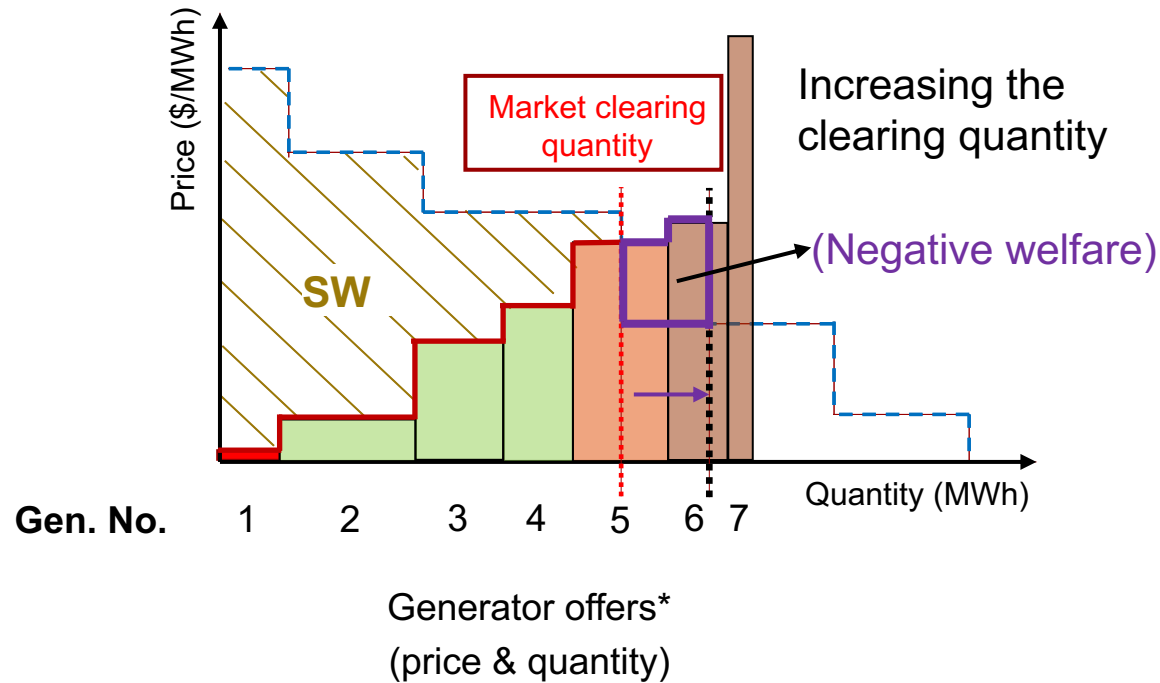 Price ($/MWh)
Market clearing
quantity
Increasing the
clearing quantity
(Negative welfare)
SW
Quantity (MWh)
Gen. No. 1 2 3 4 5 6 7
Generator offers*
(price & quantity)